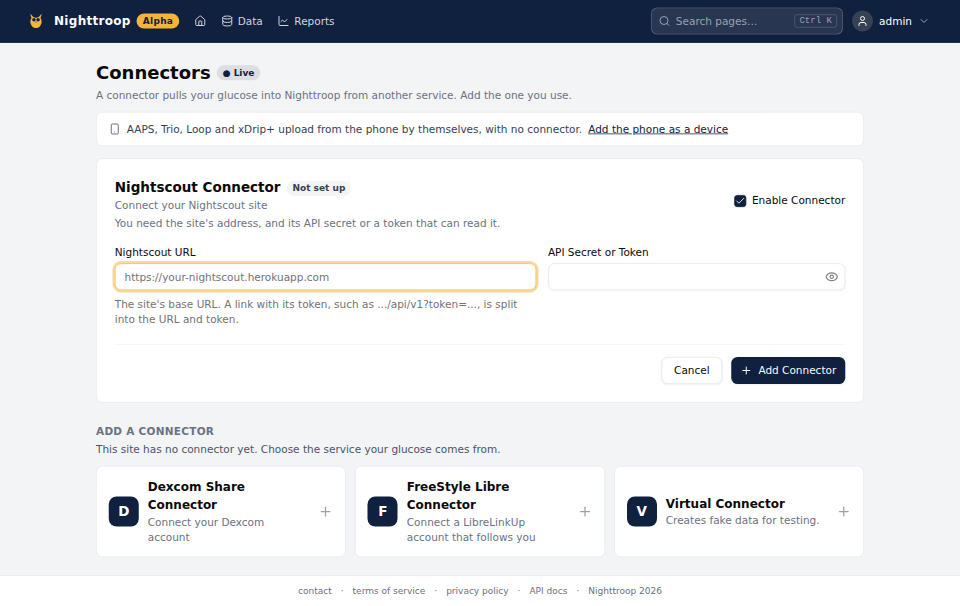 Nighttroop Alpha Data Reports Search pages... Ctrl K admin
Connectors Live
A connector pulls your glucose into Nighttroop from another service. Add the one you use.
AAPS, Trio, Loop and xDrip+ upload from the phone by themselves, with no connector. Add the phone as a device
Nightscout Connector Not set up
Connect your Nightscout site
Enable Connector
You need the site's address, and its API secret or a token that can read it.
Nightscout URL API Secret or Token
https://your-nightscout.herokuapp.com
The site's base URL. A link with its token, such as .../api/v1?token=..., is split
into the URL and token.
Cancel + Add Connector
ADD A CONNECTOR
This site has no connector yet. Choose the service your glucose comes from.
D
Dexcom Share
Connector
Connect your Dexcom
account
+
F
FreeStyle Libre
Connector
Connect a LibreLinkUp
account that follows you
+
V
Virtual Connector
Creates fake data for testing.
+
contact · terms of service · privacy policy · API docs · Nighttroop 2026